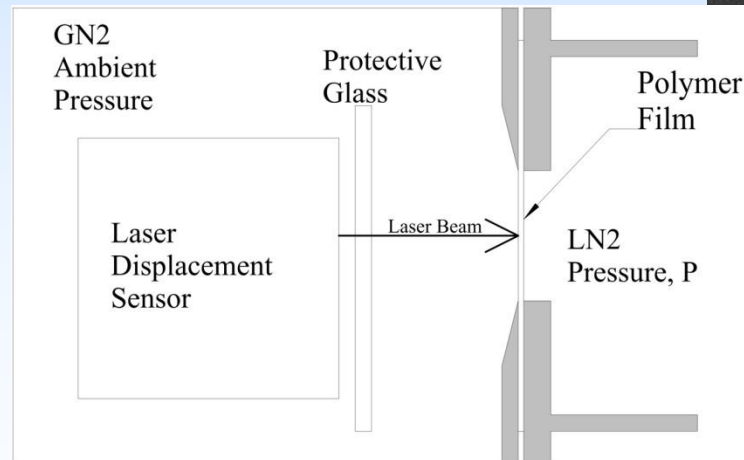 GN2
Ambient
Pressure
Protective
Glass
Polymer
Film
Laser
Displacement
Sensor
Laser Beam
LN2
Pressure, P